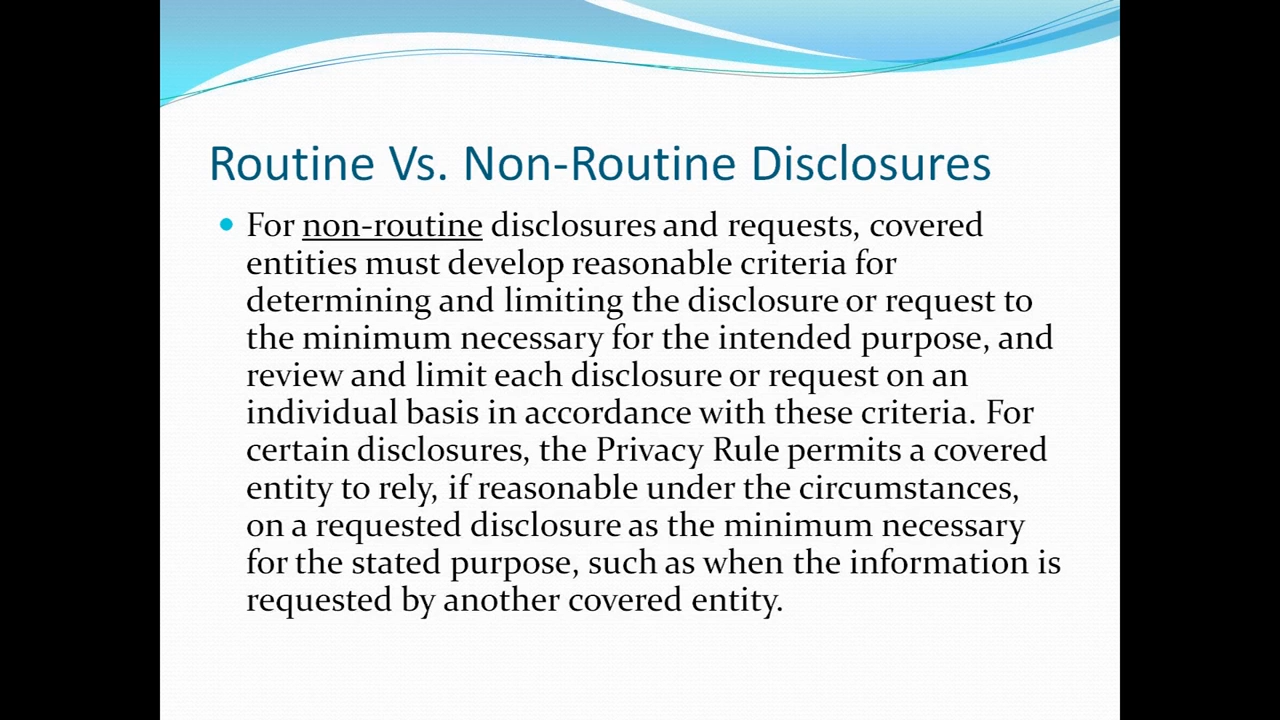 Routine Vs. Non-Routine Disclosures
• For non-routine disclosures and requests, covered
entities must develop reasonable criteria for
determining and limiting the disclosure or request to
the minimum necessary for the intended purpose, and
review and limit each disclosure or request on an
individual basis in accordance with these criteria. For
certain disclosures, the Privacy Rule permits a covered
entity to rely, if reasonable under the circumstances,
on a requested disclosure as the minimum necessary
for the stated purpose, such as when the information is
requested by another covered entity.